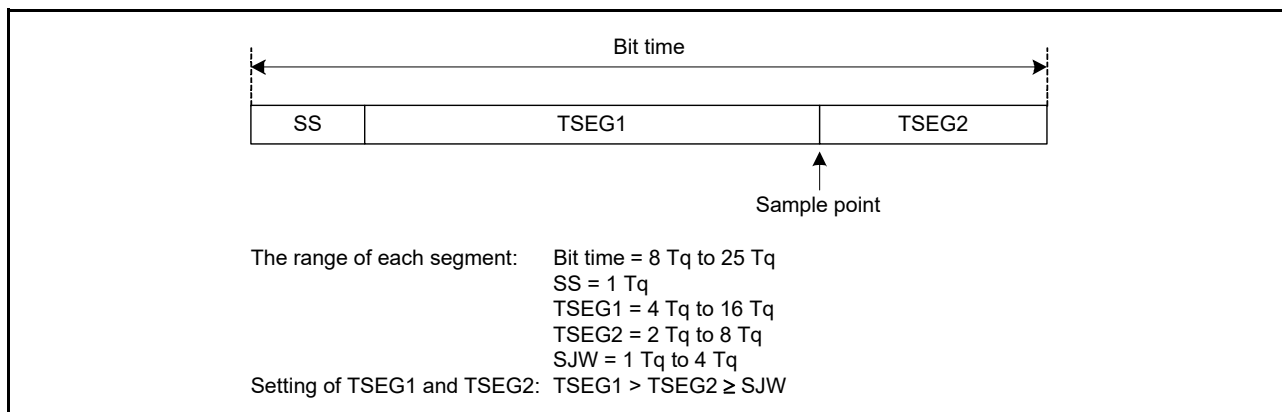 Bit time
SS TSEG1 TSEG2
Sample point
The range of each segment: Bit time = 8 Tq to 25 Tq
SS = 1 Tq
TSEG1 = 4 Tq to 16 Tq
TSEG2 = 2 Tq to 8 Tq
SJW = 1 Tq to 4 Tq
Setting of TSEG1 and TSEG2: TSEG1 > TSEG2 ≥ SJW